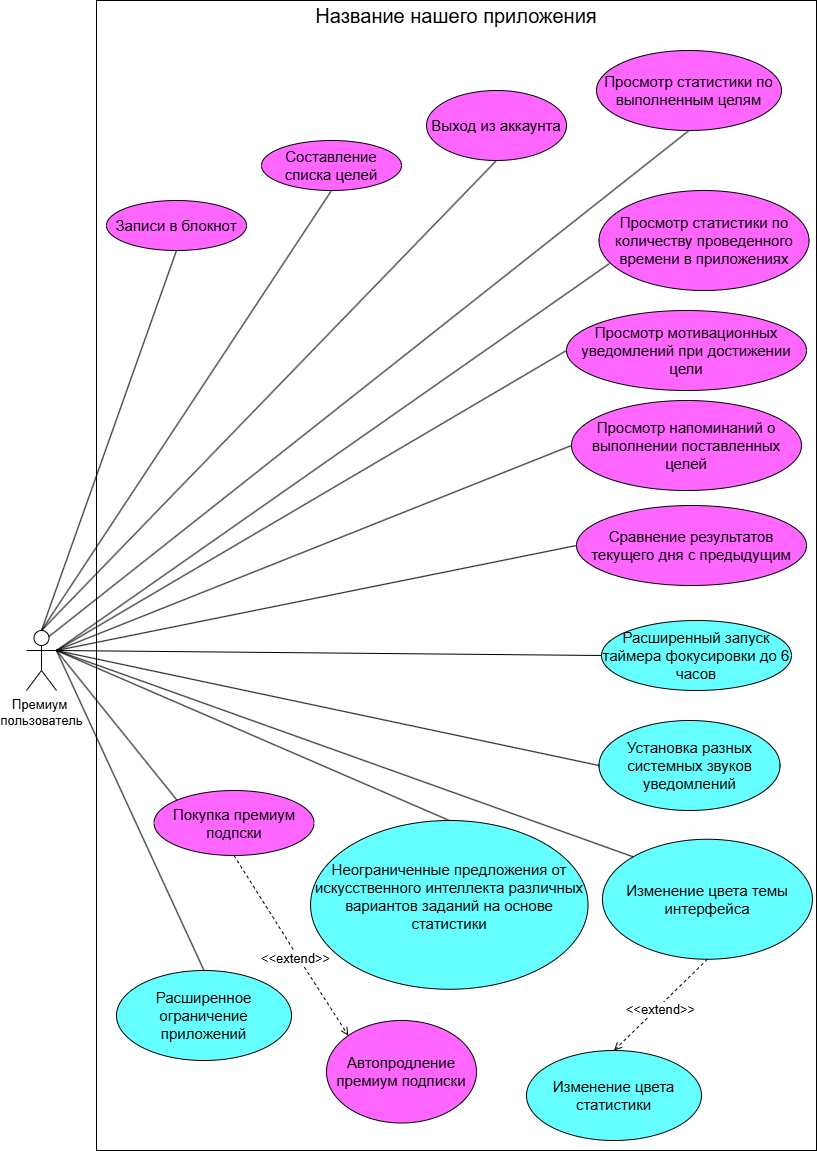 Название нашего приложения
Просмотр статистики по
выполненным целям
Выход из аккаунта
Составление
списка целей
Записи в блокнот
Просмотр статистики по
количеству проведенного
времени в приложениях
Просмотр мотивационных
уведомлений при достижении
цели
Просмотр напоминаний о
выполнении поставленных
целей
Сравнение результатов
текущего дня с предыдущим
Расширенный запуск
таймера фокусировки до 6
часов
Премиум
пользователь
Установка разных
системных звуков
уведомлений
Покупка премиум
подпски
Неограниченные предложения от
искусственного интеллекта различных
вариантов заданий на основе
статистики
Изменение цвета темы
интерфейса
<<extend>>
Расширенное
ограничение
приложений
<<extend>>
Автопродление
премиум подписки
Изменение цвета
статистики